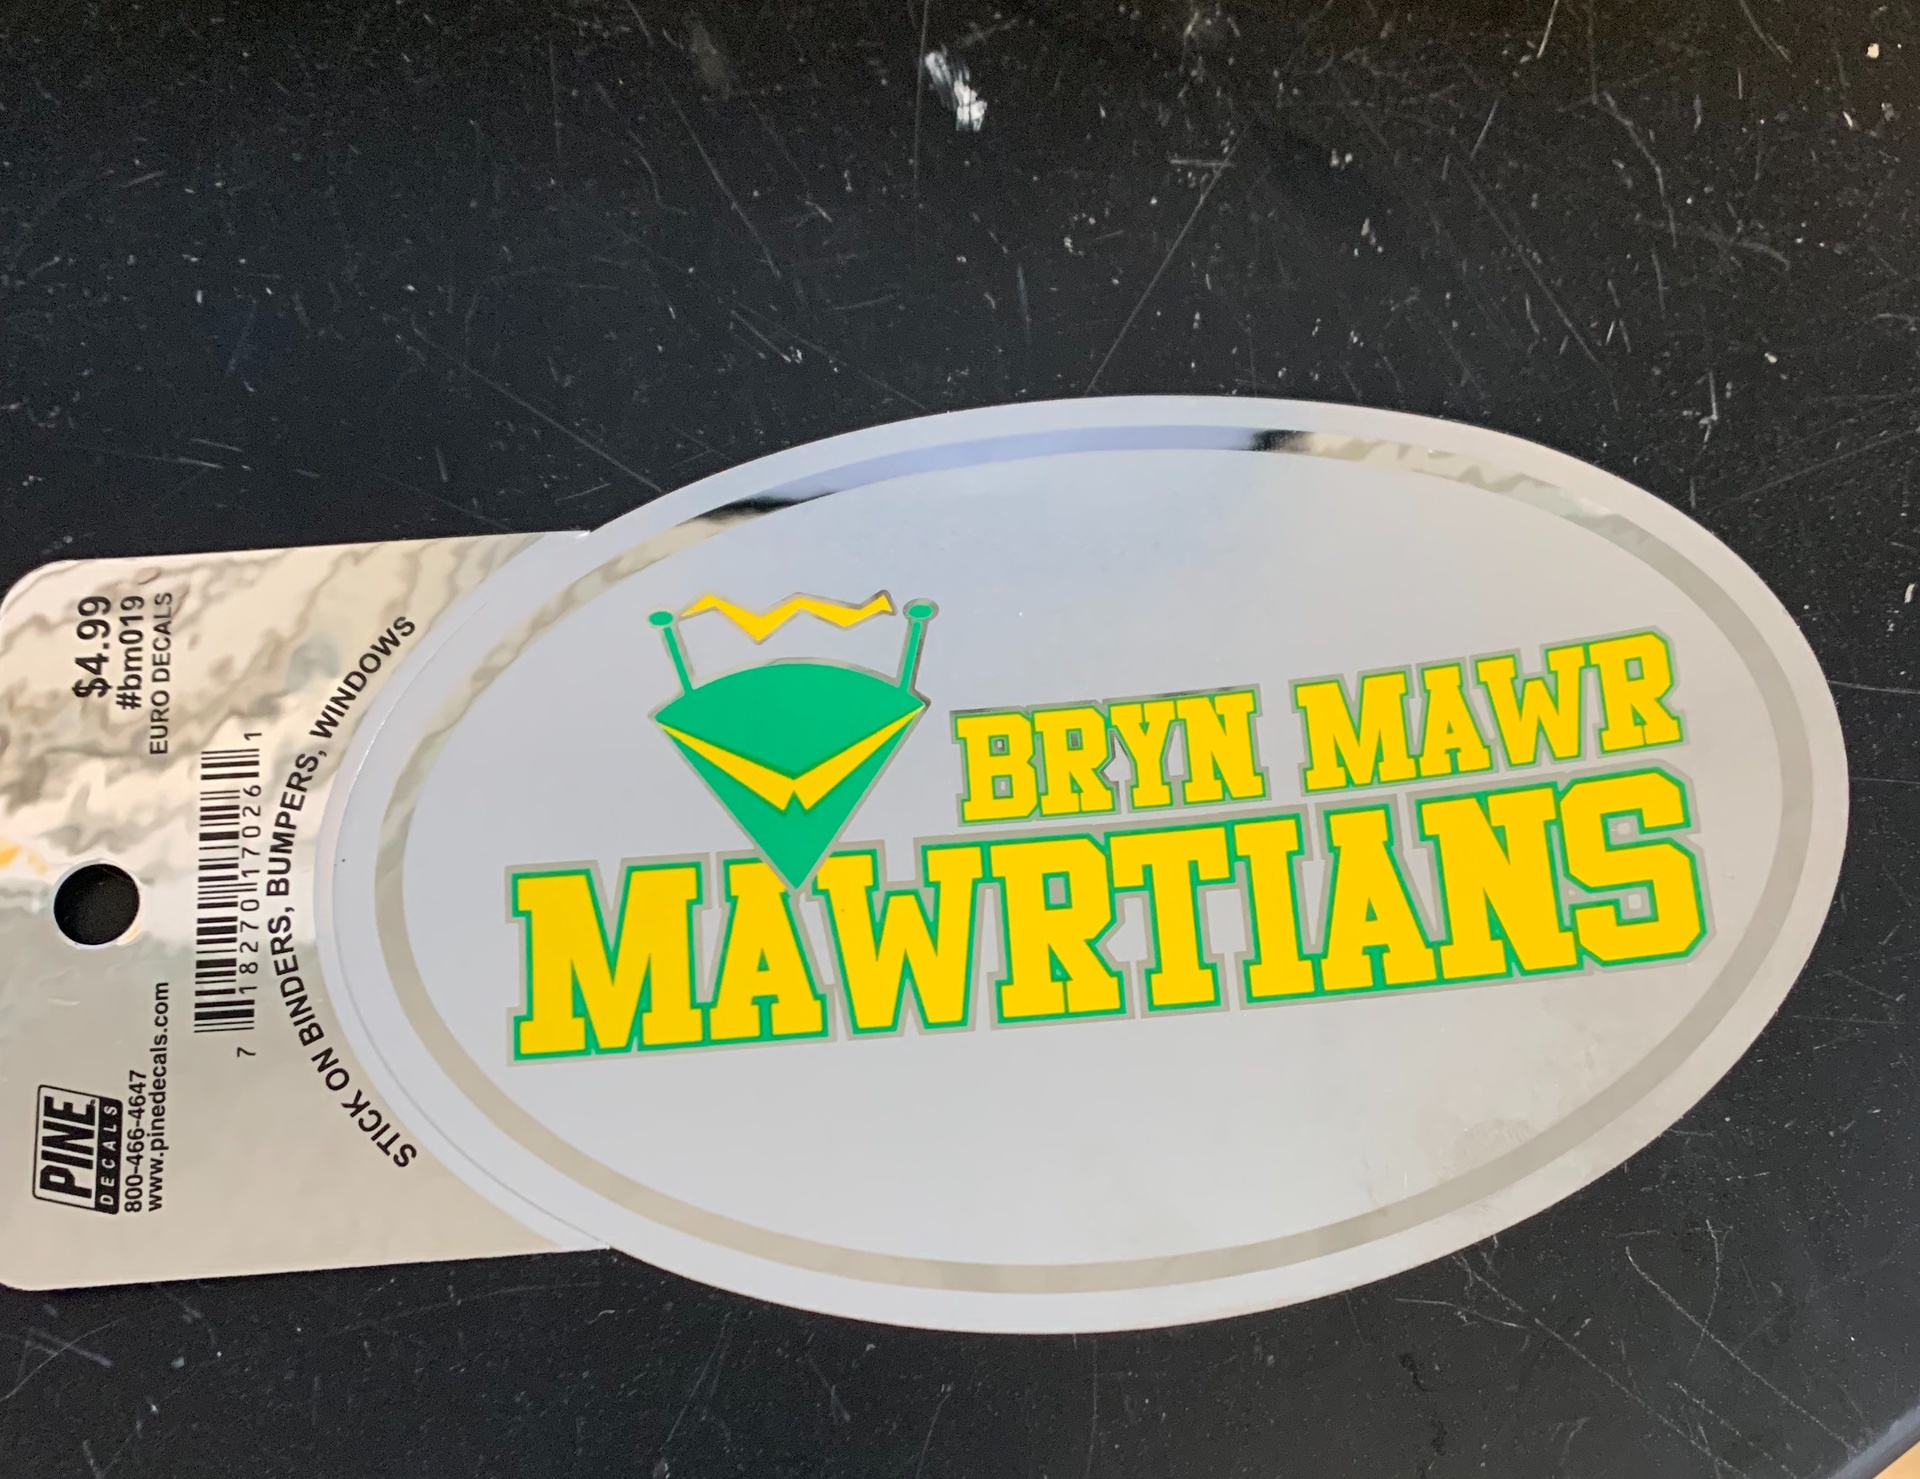 BRYN MAWR
MAWRTIANS
$4.99
#bm019
EURO DECALS
7 18270 17026 1
STICK ON BINDERS, BUMPERS, WINDOWS
PINE
DECALS
800-466-4647
www.pinedecals.com